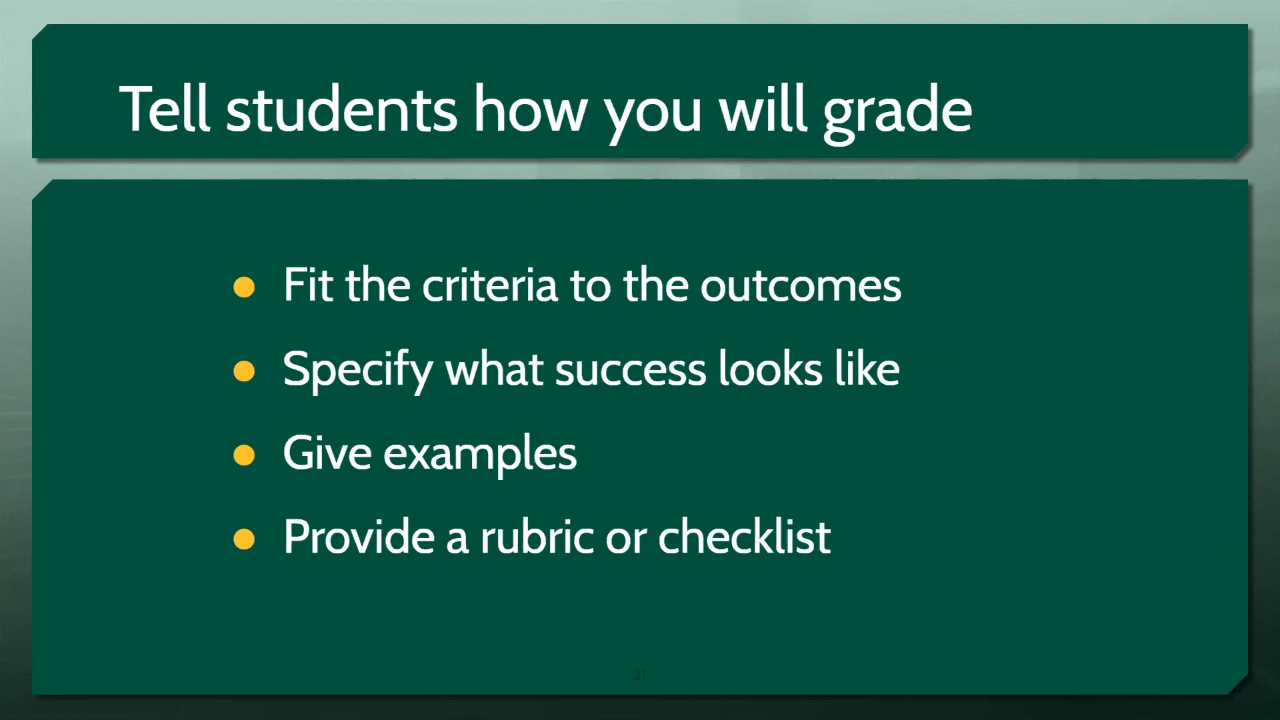 Tell students how you will grade
Fit the criteria to the outcomes
Specify what success looks like
Give examples
Provide a rubric or checklist
21